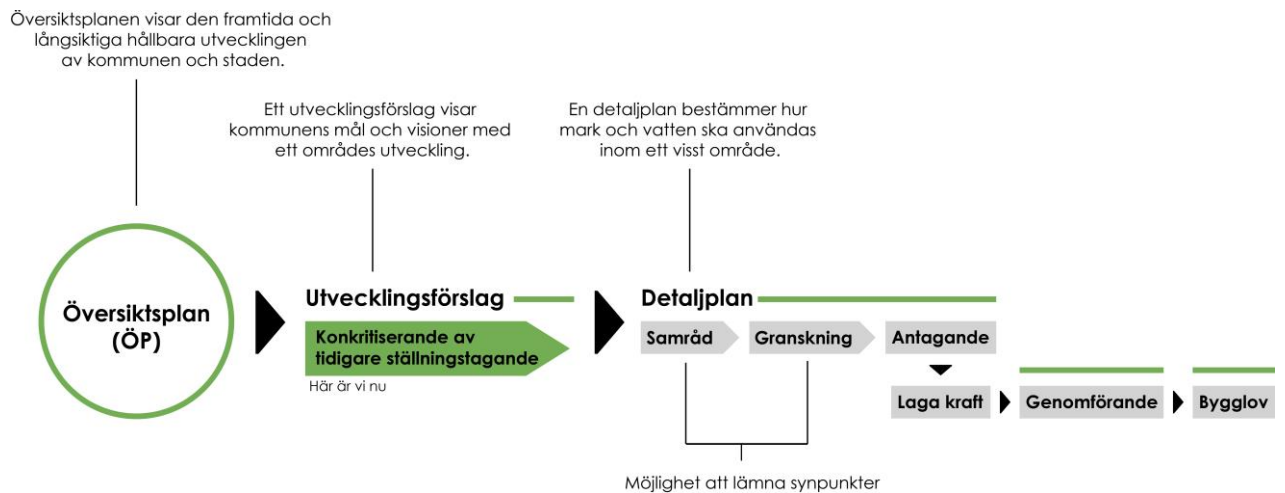 Översiktsplanen visar den framtida och
långsiktiga hållbara utvecklingen
av kommunen och staden.
Ett utvecklingsförslag visar
kommunens mål och visioner med
ett områdes utveckling.
En detaljplan bestämmer hur
mark och vatten ska användas
inom ett visst område.
Översiktsplan
(ÖP)
Utvecklingsförslag
Konkritiserande av
tidigare ställningstagande
Här är vi nu
Detaljplan
Samråd
Granskning
Antagande
Laga kraft
Genomförande
Bygglov
Möjlighet att lämna synpunkter